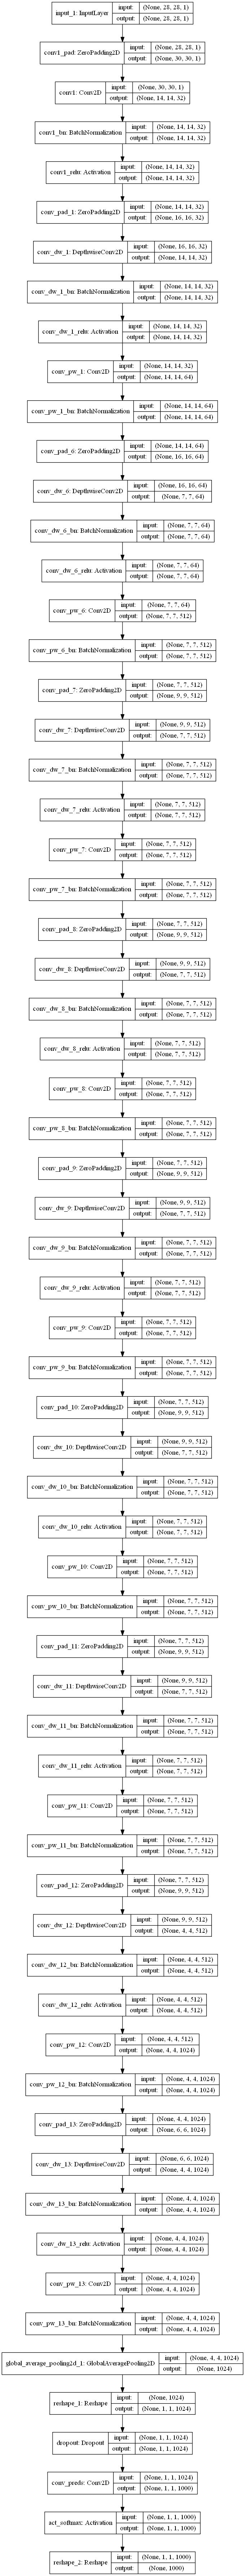 input_1: InputLayer input: (None, 28, 28, 1)
output: (None, 28, 28, 1)
conv1_pad: ZeroPadding2D input: (None, 28, 28, 1)
output: (None, 30, 30, 1)
conv1: Conv2D input: (None, 30, 30, 1)
output: (None, 14, 14, 32)
conv1_bn: BatchNormalization input: (None, 14, 14, 32)
output: (None, 14, 14, 32)
conv1_relu: Activation input: (None, 14, 14, 32)
output: (None, 14, 14, 32)
conv_pad_1: ZeroPadding2D input: (None, 14, 14, 32)
output: (None, 16, 16, 32)
conv_dw_1: DepthwiseConv2D input: (None, 16, 16, 32)
output: (None, 14, 14, 32)
conv_dw_1_bn: BatchNormalization input: (None, 14, 14, 32)
output: (None, 14, 14, 32)
conv_dw_1_relu: Activation input: (None, 14, 14, 32)
output: (None, 14, 14, 32)
conv_pw_1: Conv2D input: (None, 14, 14, 32)
output: (None, 14, 14, 64)
conv_pw_1_bn: BatchNormalization input: (None, 14, 14, 64)
output: (None, 14, 14, 64)
conv_pad_6: ZeroPadding2D input: (None, 14, 14, 64)
output: (None, 16, 16, 64)
conv_dw_6: DepthwiseConv2D input: (None, 16, 16, 64)
output: (None, 7, 7, 64)
conv_dw_6_bn: BatchNormalization input: (None, 7, 7, 64)
output: (None, 7, 7, 64)
conv_dw_6_relu: Activation input: (None, 7, 7, 64)
output: (None, 7, 7, 64)
conv_pw_6: Conv2D input: (None, 7, 7, 64)
output: (None, 7, 7, 512)
conv_pw_6_bn: BatchNormalization input: (None, 7, 7, 512)
output: (None, 7, 7, 512)
conv_pad_7: ZeroPadding2D input: (None, 7, 7, 512)
output: (None, 9, 9, 512)
conv_dw_7: DepthwiseConv2D input: (None, 9, 9, 512)
output: (None, 7, 7, 512)
conv_dw_7_bn: BatchNormalization input: (None, 7, 7, 512)
output: (None, 7, 7, 512)
conv_dw_7_relu: Activation input: (None, 7, 7, 512)
output: (None, 7, 7, 512)
conv_pw_7: Conv2D input: (None, 7, 7, 512)
output: (None, 7, 7, 512)
conv_pw_7_bn: BatchNormalization input: (None, 7, 7, 512)
output: (None, 7, 7, 512)
conv_pad_8: ZeroPadding2D input: (None, 7, 7, 512)
output: (None, 9, 9, 512)
conv_dw_8: DepthwiseConv2D input: (None, 9, 9, 512)
output: (None, 7, 7, 512)
conv_dw_8_bn: BatchNormalization input: (None, 7, 7, 512)
output: (None, 7, 7, 512)
conv_dw_8_relu: Activation input: (None, 7, 7, 512)
output: (None, 7, 7, 512)
conv_pw_8: Conv2D input: (None, 7, 7, 512)
output: (None, 7, 7, 512)
conv_pw_8_bn: BatchNormalization input: (None, 7, 7, 512)
output: (None, 7, 7, 512)
conv_pad_9: ZeroPadding2D input: (None, 7, 7, 512)
output: (None, 9, 9, 512)
conv_dw_9: DepthwiseConv2D input: (None, 9, 9, 512)
output: (None, 7, 7, 512)
conv_dw_9_bn: BatchNormalization input: (None, 7, 7, 512)
output: (None, 7, 7, 512)
conv_dw_9_relu: Activation input: (None, 7, 7, 512)
output: (None, 7, 7, 512)
conv_pw_9: Conv2D input: (None, 7, 7, 512)
output: (None, 7, 7, 512)
conv_pw_9_bn: BatchNormalization input: (None, 7, 7, 512)
output: (None, 7, 7, 512)
conv_pad_10: ZeroPadding2D input: (None, 7, 7, 512)
output: (None, 9, 9, 512)
conv_dw_10: DepthwiseConv2D input: (None, 9, 9, 512)
output: (None, 7, 7, 512)
conv_dw_10_bn: BatchNormalization input: (None, 7, 7, 512)
output: (None, 7, 7, 512)
conv_dw_10_relu: Activation input: (None, 7, 7, 512)
output: (None, 7, 7, 512)
conv_pw_10: Conv2D input: (None, 7, 7, 512)
output: (None, 7, 7, 512)
conv_pw_10_bn: BatchNormalization input: (None, 7, 7, 512)
output: (None, 7, 7, 512)
conv_pad_11: ZeroPadding2D input: (None, 7, 7, 512)
output: (None, 9, 9, 512)
conv_dw_11: DepthwiseConv2D input: (None, 9, 9, 512)
output: (None, 7, 7, 512)
conv_dw_11_bn: BatchNormalization input: (None, 7, 7, 512)
output: (None, 7, 7, 512)
conv_dw_11_relu: Activation input: (None, 7, 7, 512)
output: (None, 7, 7, 512)
conv_pw_11: Conv2D input: (None, 7, 7, 512)
output: (None, 7, 7, 512)
conv_pw_11_bn: BatchNormalization input: (None, 7, 7, 512)
output: (None, 7, 7, 512)
conv_pad_12: ZeroPadding2D input: (None, 7, 7, 512)
output: (None, 9, 9, 512)
conv_dw_12: DepthwiseConv2D input: (None, 9, 9, 512)
output: (None, 4, 4, 512)
conv_dw_12_bn: BatchNormalization input: (None, 4, 4, 512)
output: (None, 4, 4, 512)
conv_dw_12_relu: Activation input: (None, 4, 4, 512)
output: (None, 4, 4, 512)
conv_pw_12: Conv2D input: (None, 4, 4, 512)
output: (None, 4, 4, 1024)
conv_pw_12_bn: BatchNormalization input: (None, 4, 4, 1024)
output: (None, 4, 4, 1024)
conv_pad_13: ZeroPadding2D input: (None, 4, 4, 1024)
output: (None, 6, 6, 1024)
conv_dw_13: DepthwiseConv2D input: (None, 6, 6, 1024)
output: (None, 4, 4, 1024)
conv_dw_13_bn: BatchNormalization input: (None, 4, 4, 1024)
output: (None, 4, 4, 1024)
conv_dw_13_relu: Activation input: (None, 4, 4, 1024)
output: (None, 4, 4, 1024)
conv_pw_13: Conv2D input: (None, 4, 4, 1024)
output: (None, 4, 4, 1024)
conv_pw_13_bn: BatchNormalization input: (None, 4, 4, 1024)
output: (None, 4, 4, 1024)
global_average_pooling2d_1: GlobalAveragePooling2D input: (None, 4, 4, 1024)
output: (None, 1024)
reshape_1: Reshape input: (None, 1024)
output: (None, 1, 1, 1024)
dropout: Dropout input: (None, 1, 1, 1024)
output: (None, 1, 1, 1024)
conv_preds: Conv2D input: (None, 1, 1, 1024)
output: (None, 1, 1, 1000)
act_softmax: Activation input: (None, 1, 1, 1000)
output: (None, 1, 1, 1000)
reshape_2: Reshape input: (None, 1, 1, 1000)
output: (None, 1000)